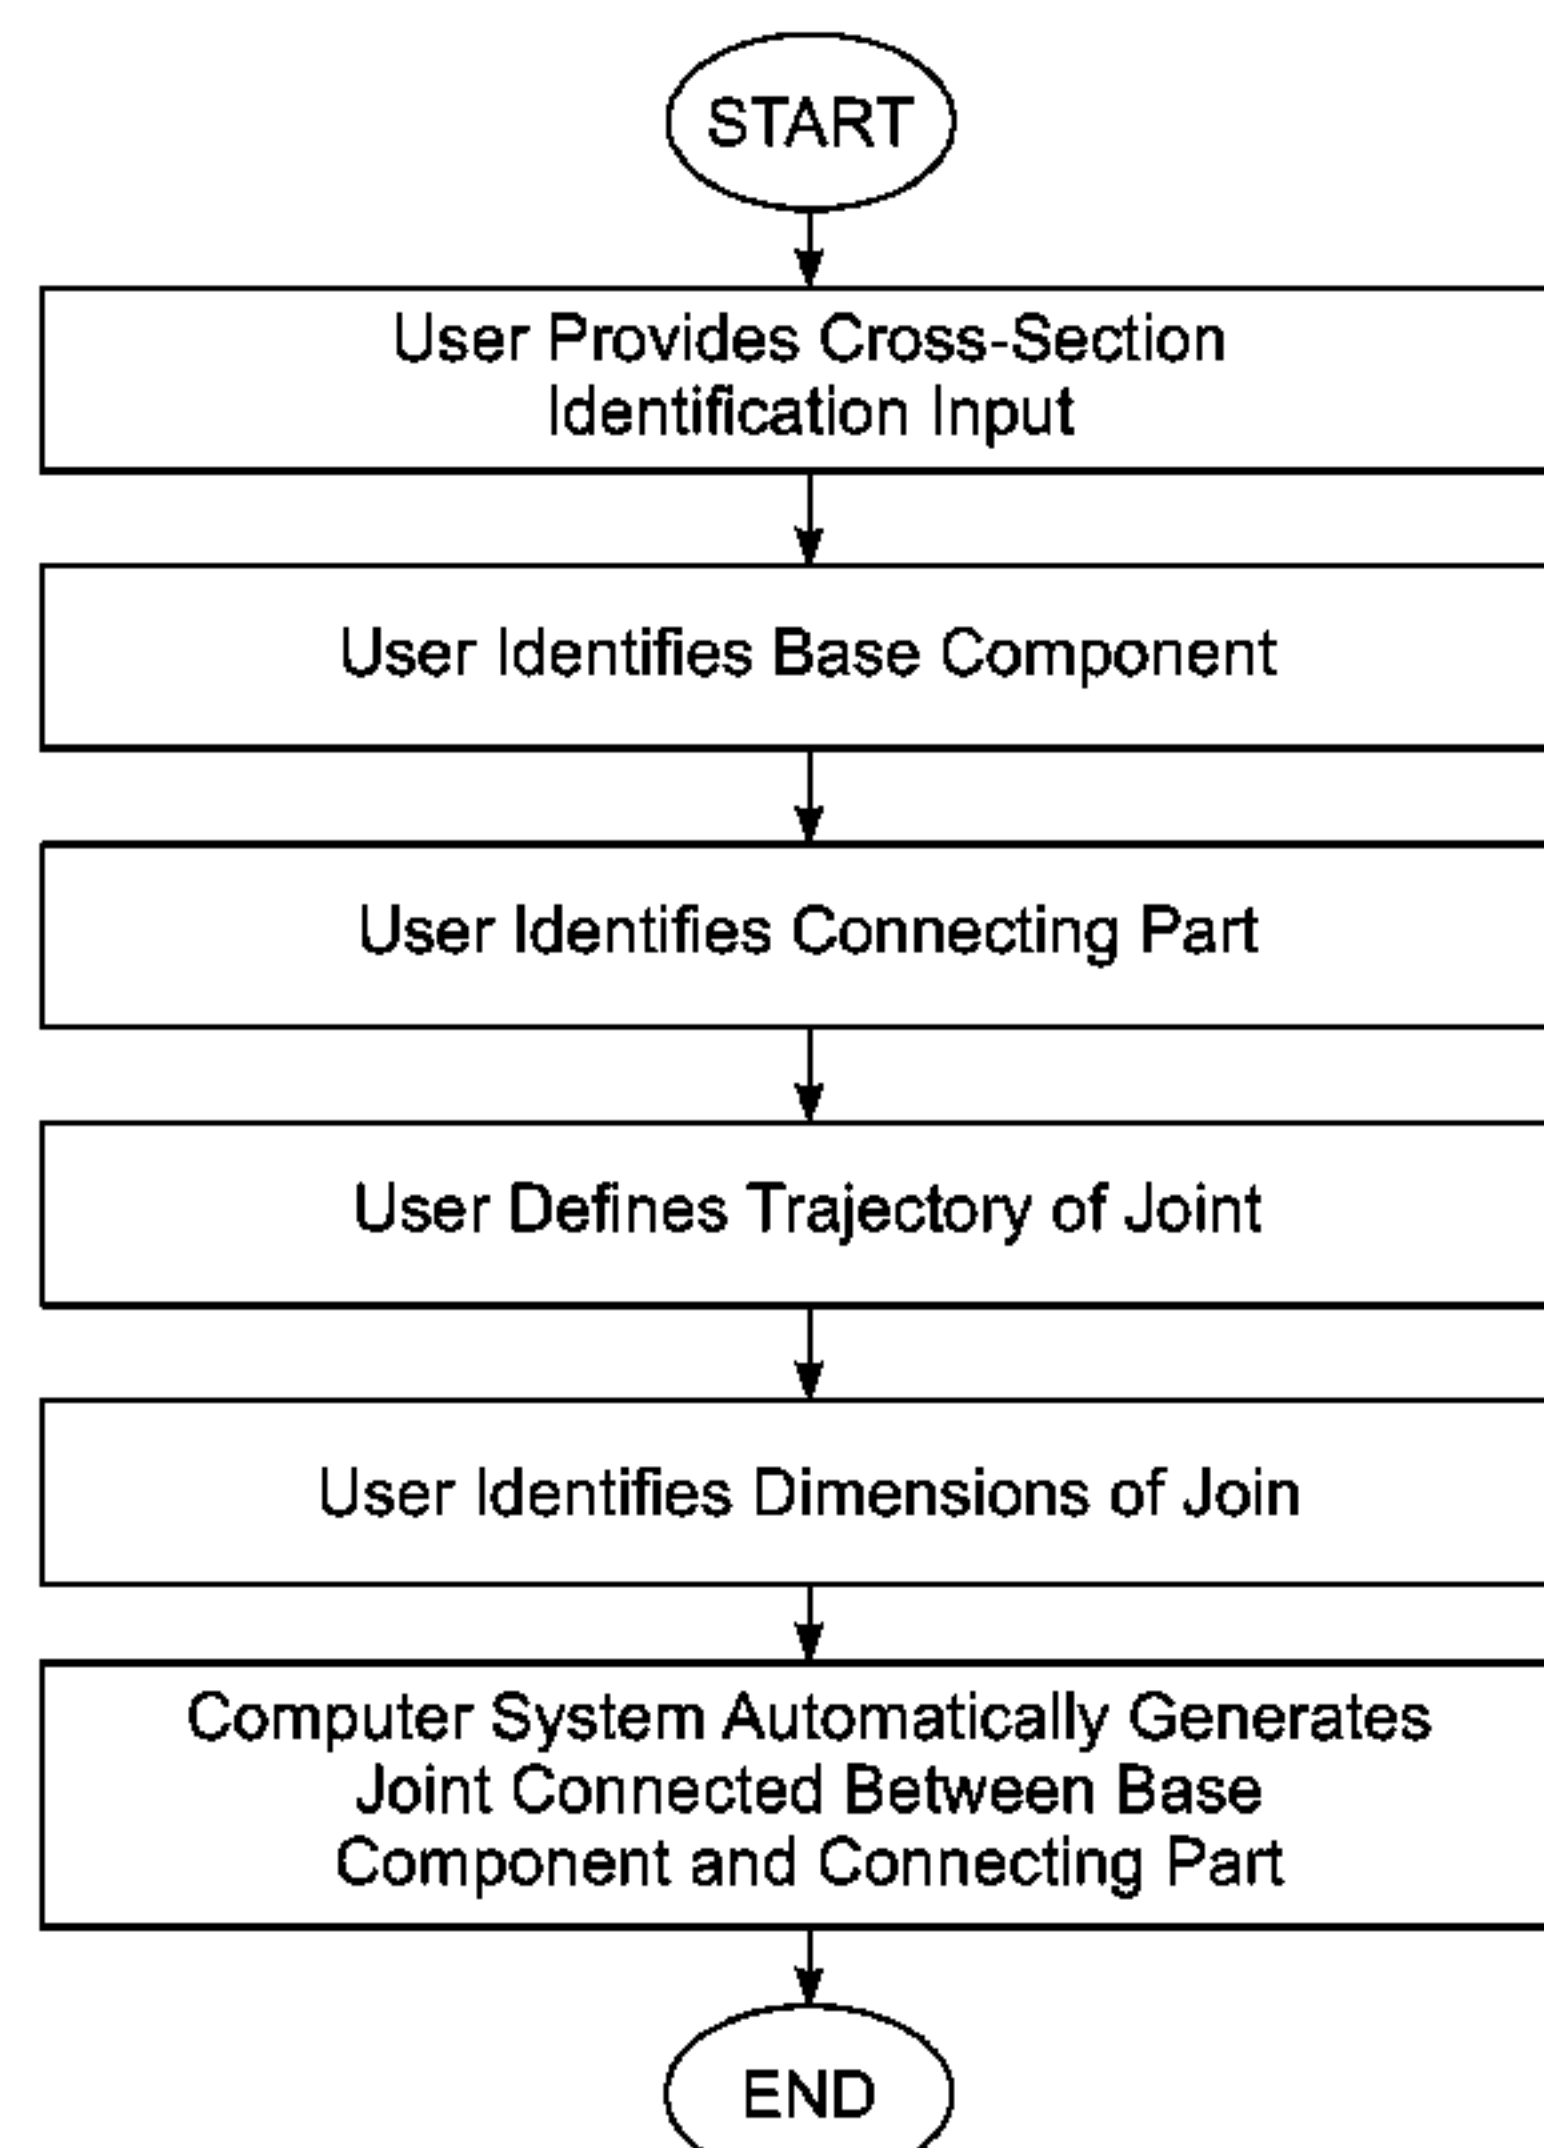 START
User Provides Cross-Section
Identification Input
User Identifies Base Component
User Identifies Connecting Part
User Defines Trajectory of Joint
User Identifies Dimensions of Join
Computer System Automatically Generates
Joint Connected Between Base
Component and Connecting Part
END